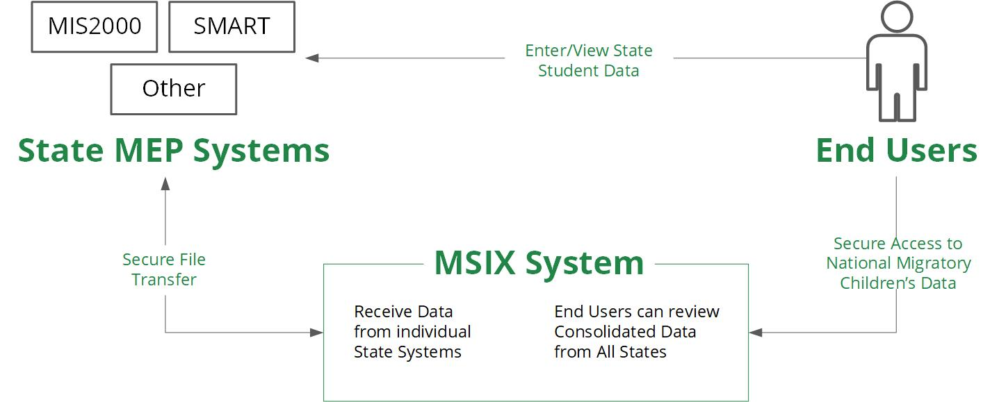 MIS2000
SMART
Other
State MEP Systems
Enter/View State
Student Data
End Users
Secure File
Transfer
MSIX System
Receive Data
from individual
State Systems
End Users can review
Consolidated Data
from All States
Secure Access to
National Migratory
Children’s Data